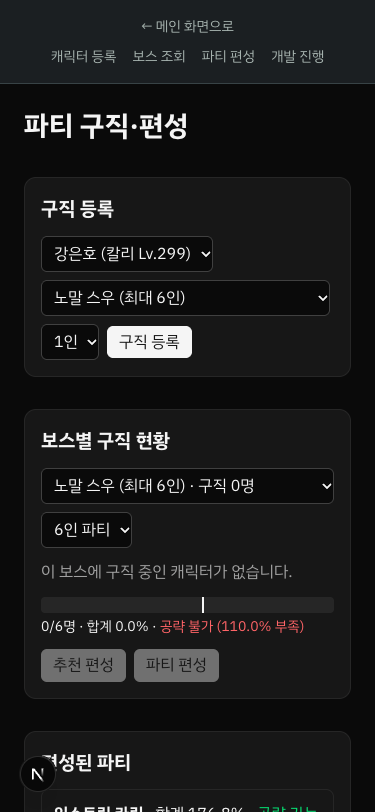 ← 메인 화면으로
캐릭터 등록 보스 조회 파티 편성 개발 진행
파티 구직·편성
구직 등록
강은호 (칼리 Lv.299)
노말 스우 (최대 6인)
1인 구직 등록
보스별 구직 현황
노말 스우 (최대 6인) · 구직 0명
6인 파티
이 보스에 구직 중인 캐릭터가 없습니다.
0/6명 · 합계 0.0% · 공략 불가 (110.0% 부족)
추천 편성 파티 편성
편성된 파티
N
합계 176.8%